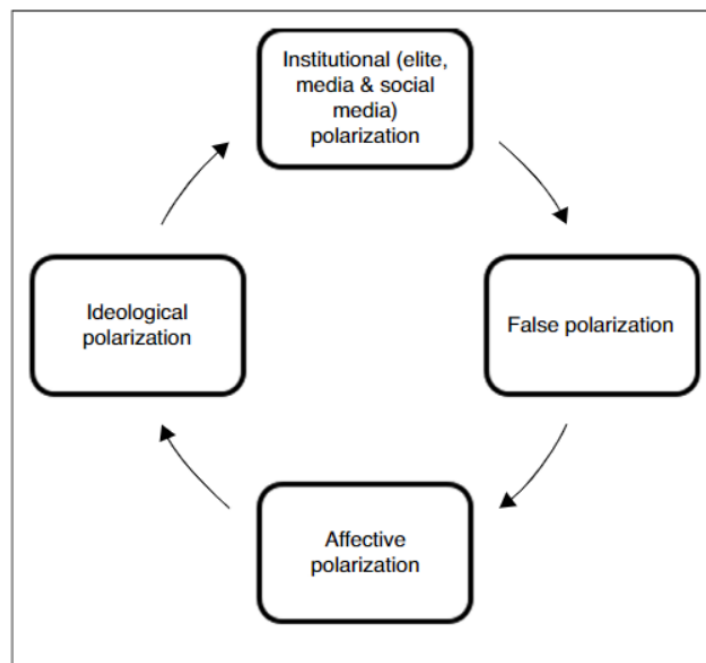 Institutional (elite,
media & social
media)
polarization
Ideological
polarization
False polarization
Affective
polarization